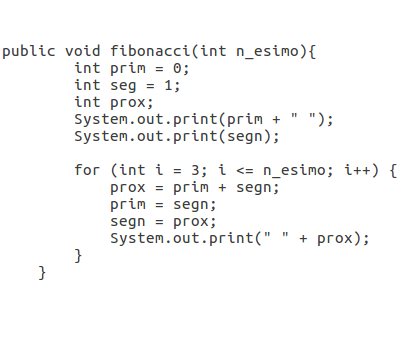 public void fibonacci(int n_esimo){
int prim = 0;
int seg = 1;
int prox;
System.out.print(prim + " ");
System.out.print(segn);
for (int i = 3; i <= n_esimo; i++) {
prox = prim + segn;
prim = segn;
segn = prox;
System.out.print(" " + prox);
}
}